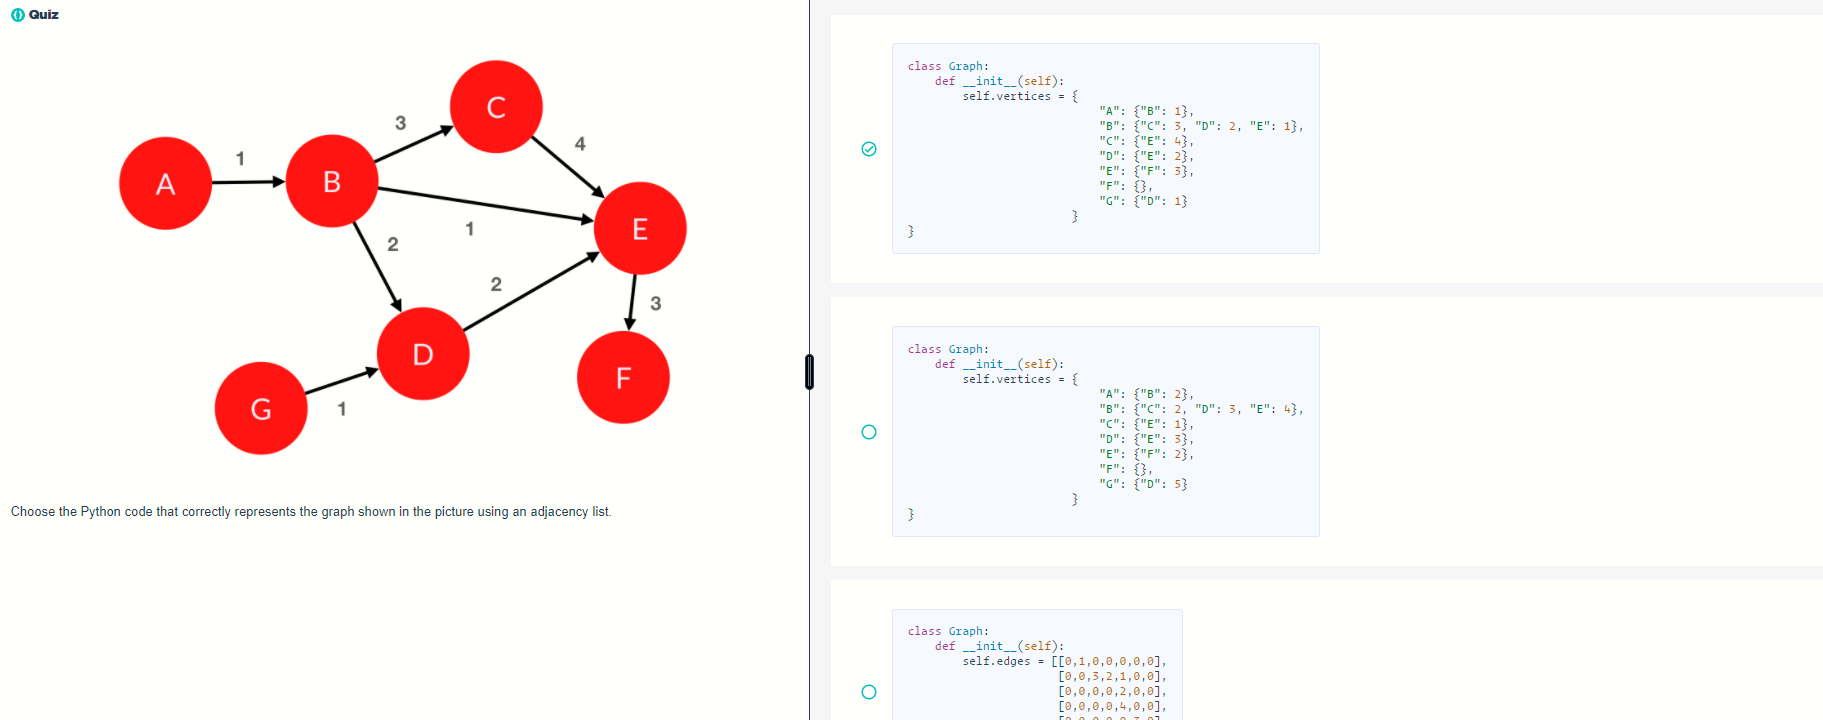 Quiz
C
3
4
A
1
B
E
1
2
2
3
D
F
G
1
Choose the Python code that correctly represents the graph shown in the picture using an adjacency list.
class Graph:
    def __init__(self):
        self.vertices = {
                            "A": {"B": 1},
                            "B": {"C": 3, "D": 2, "E": 1},
                            "C": {"E": 4},
                            "D": {"E": 2},
                            "E": {"F": 3},
                            "F": {},
                            "G": {"D": 1}
                        }
}
class Graph:
    def __init__(self):
        self.vertices = {
                            "A": {"B": 2},
                            "B": {"C": 2, "D": 3, "E": 4},
                            "C": {"E": 1},
                            "D": {"E": 3},
                            "E": {"F": 2},
                            "F": {},
                            "G": {"D": 5}
                        }
}
class Graph:
    def __init__(self):
        self.edges = [[0,1,0,0,0,0,0],
                      [0,0,3,2,1,0,0],
                      [0,0,0,0,2,0,0],
                      [0,0,0,0,4,0,0],